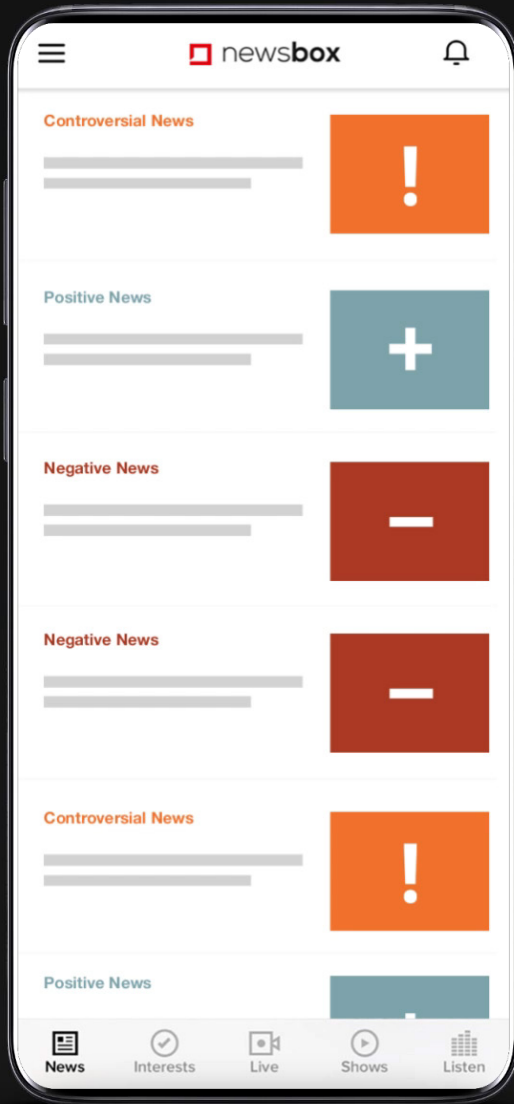 newsbox
Controversial News
!
Positive News
+
Negative News
–
Negative News
–
Controversial News
!
Positive News
News
Interests
Live
Shows
Listen